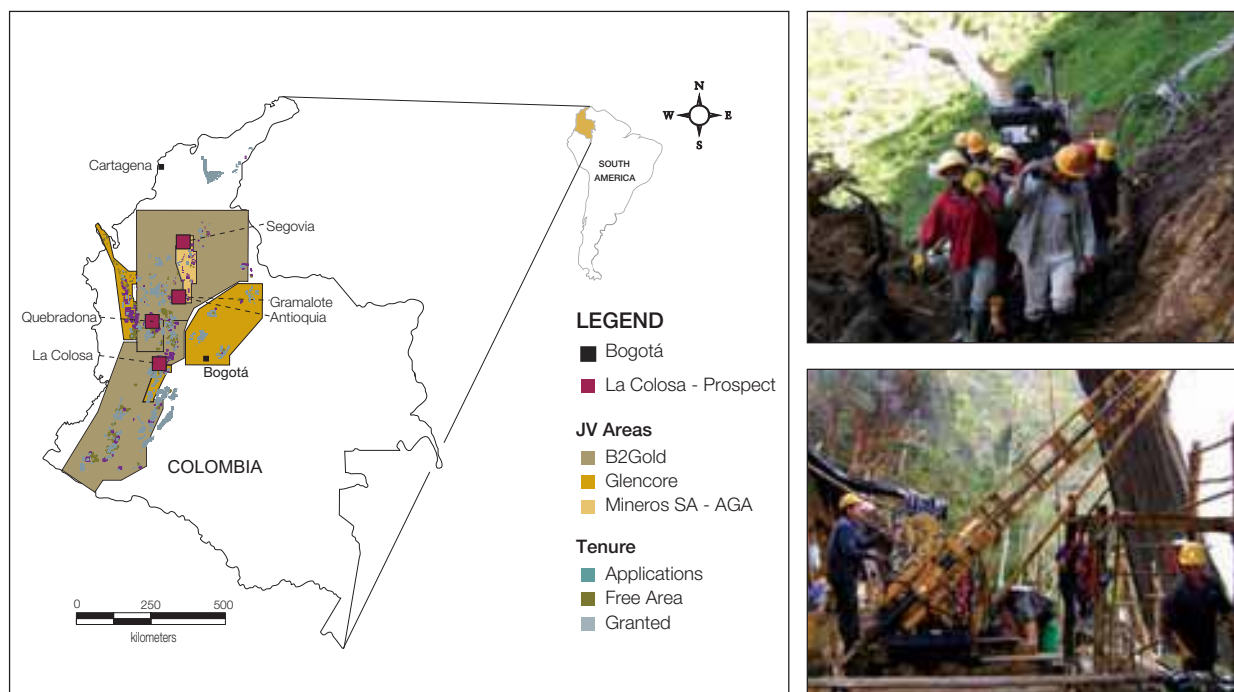 N
W
E
S
SOUTH
AMERICA
Cartagena
Segovia
Gramalote
Antioquia
Quebradona
La Colosa
Bogotá
COLOMBIA
0 250 500
kilometers
LEGEND
Bogotá
La Colosa - Prospect
JV Areas
B2Gold
Glencore
Mineros SA - AGA
Tenure
Applications
Free Area
Granted